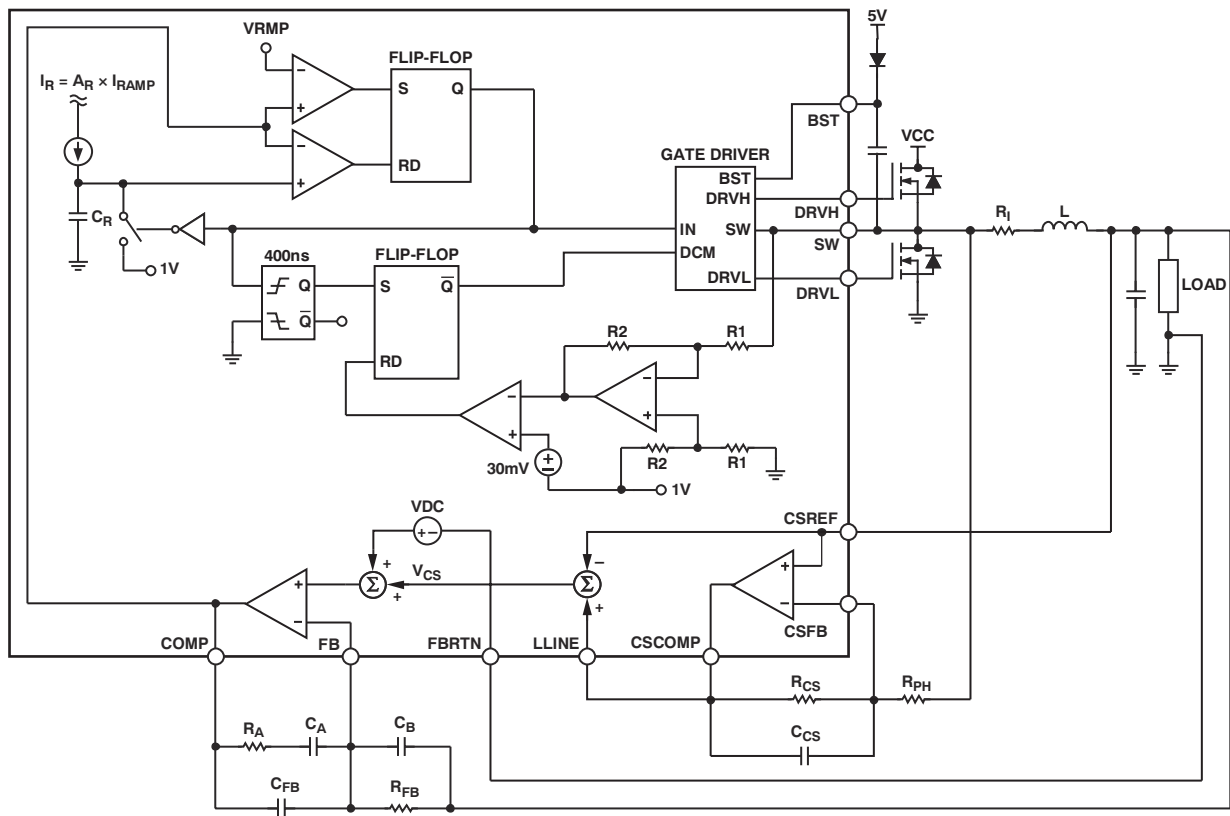 5V
VRMP
FLIP-FLOP
I_R = A_R × I_RAMP
S Q
BST
VCC
RD
GATE DRIVER
BST
DRVH
DRVH
R_I L
C_R
IN SW
SW
DCM
1V
400ns
FLIP-FLOP
DRVL
DRVL
LOAD
Q S Q̅
Q̅
R2 R1
RD
R2 R1
30mV
1V
VDC
CSREF
V_CS
Σ Σ
CSFB
COMP FB FBRTN LLINE CSCOMP
R_CS R_PH
C_CS
R_A C_A C_B
C_FB R_FB